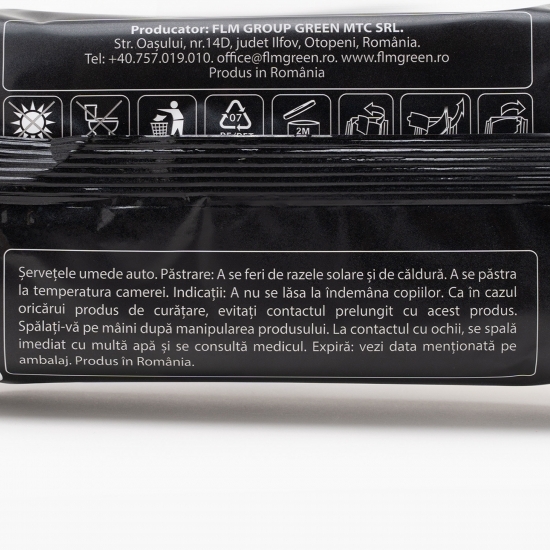 Producator: FLM GROUP GREEN MTC SRL.
Str. Oașului, nr.14D, judet Ilfov, Otopeni, România.
Tel: +40.757.019.010. office@flmgreen.ro. www.flmgreen.ro
Produs in România
07
PE/PET
2M
Șervețele umede auto. Păstrare: A se feri de razele solare și de căldură. A se păstra
la temperatura camerei. Indicații: A nu se lăsa la îndemâna copiilor. Ca în cazul
oricărui produs de curățare, evitați contactul prelungit cu acest produs.
Spălați-vă pe mâini după manipularea produsului. La contactul cu ochii, se spală
imediat cu multă apă și se consultă medicul. Expiră: vezi data menționată pe
ambalaj. Produs în România.